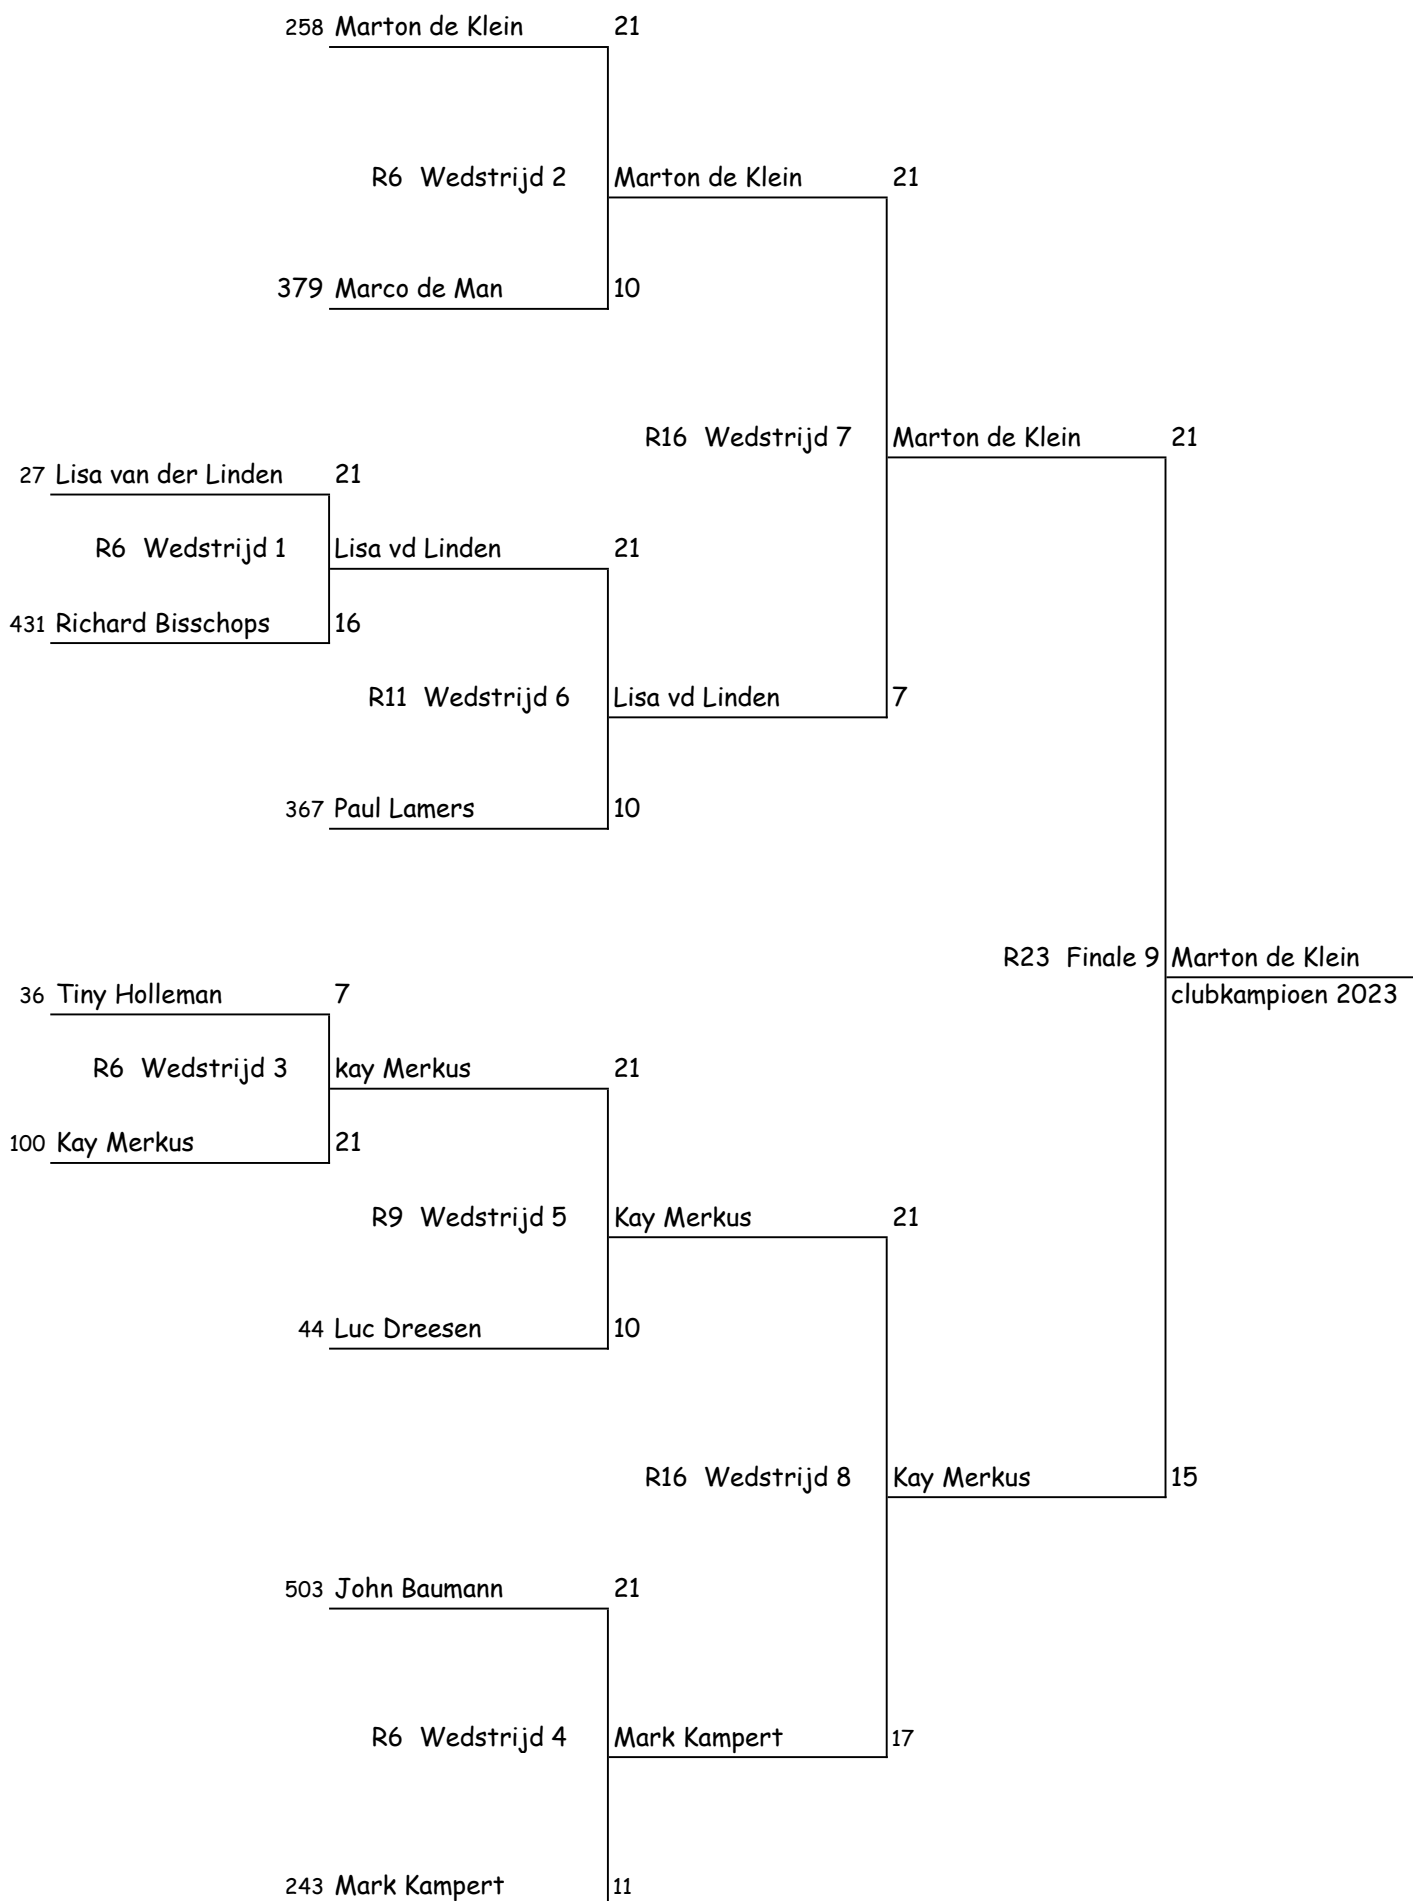 258 Marton de Klein 21
R6 Wedstrijd 2 Marton de Klein 21
379 Marco de Man 10
R16 Wedstrijd 7 Marton de Klein 21
27 Lisa van der Linden 21
R6 Wedstrijd 1 Lisa vd Linden 21
431 Richard Bisschops 16
R11 Wedstrijd 6 Lisa vd Linden 7
367 Paul Lamers 10
R23 Finale 9 Marton de Klein
36 Tiny Holleman 7 clubkampioen 2023
R6 Wedstrijd 3 kay Merkus 21
100 Kay Merkus 21
R9 Wedstrijd 5 Kay Merkus 21
44 Luc Dreesen 10
R16 Wedstrijd 8 Kay Merkus 15
503 John Baumann 21
R6 Wedstrijd 4 Mark Kampert 17
243 Mark Kampert 11